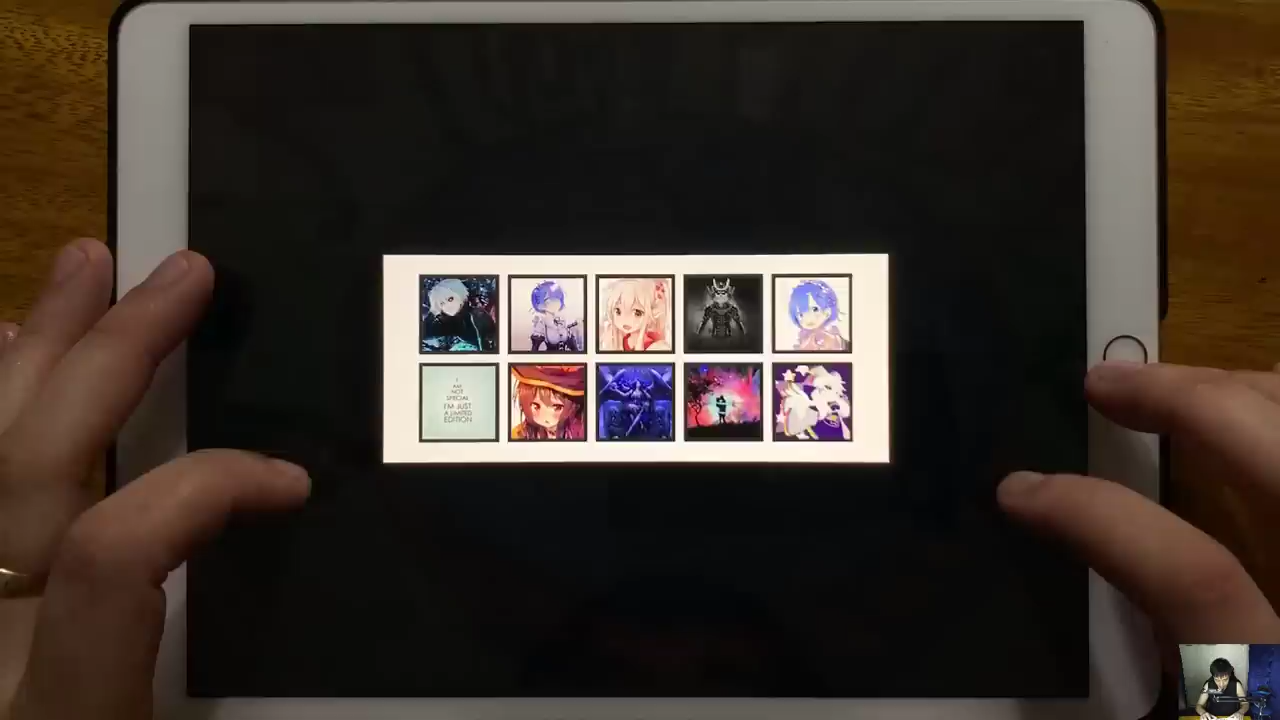 I
AM
NOT
SPECIAL
I'M JUST
A LIMITED
EDITION